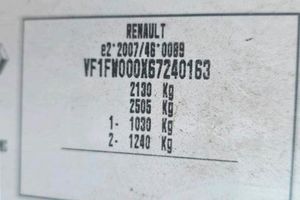 RENAULT
e2*2007/46*0089
VF1FW000X67240163
2130 Kg
2505 Kg
1- 1030 Kg
2- 1240 Kg